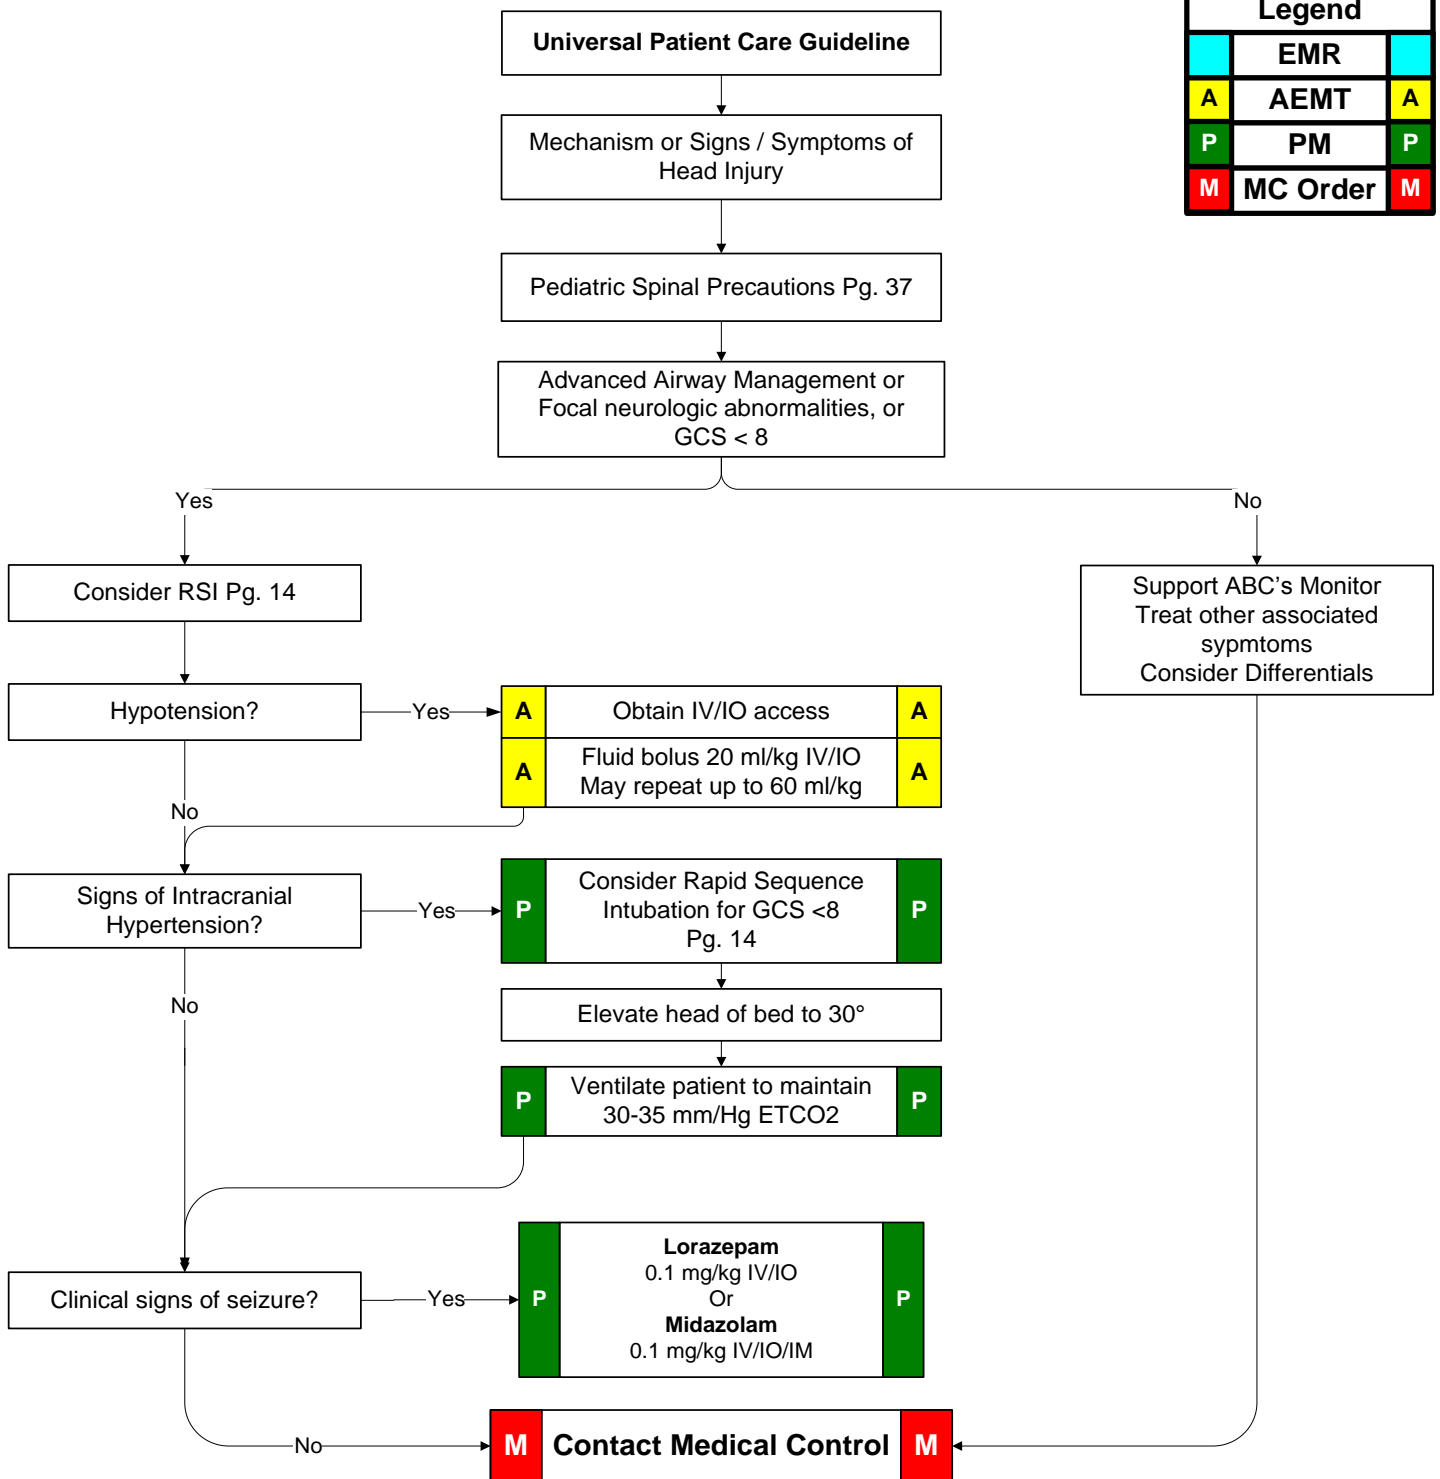 Legend
EMR
A AEMT A
P PM P
M MC Order M
Universal Patient Care Guideline
Mechanism or Signs / Symptoms of
Head Injury
Pediatric Spinal Precautions Pg. 37
Advanced Airway Management or
Focal neurologic abnormalities, or
GCS < 8
Yes
No
Consider RSI Pg. 14
Support ABC’s Monitor
Treat other associated
sypmtoms
Consider Differentials
Hypotension?
Yes
A Obtain IV/IO access A
A Fluid bolus 20 ml/kg IV/IO A
May repeat up to 60 ml/kg
No
Signs of Intracranial
Hypertension?
Yes
P Consider Rapid Sequence P
Intubation for GCS <8
Pg. 14
No
Elevate head of bed to 30°
P Ventilate patient to maintain P
30-35 mm/Hg ETCO2
Clinical signs of seizure?
Yes
P P
Lorazepam
0.1 mg/kg IV/IO
Or
Midazolam
0.1 mg/kg IV/IO/IM
No
M Contact Medical Control M